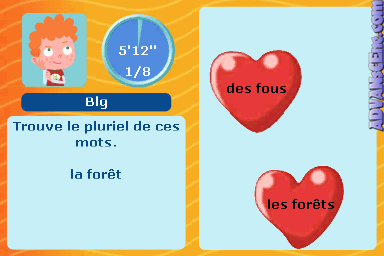 5'12"
1/8
Bly
Trouve le pluriel de ces
mots.
la forêt
des fous
les forêts
ADVANSCENE.com